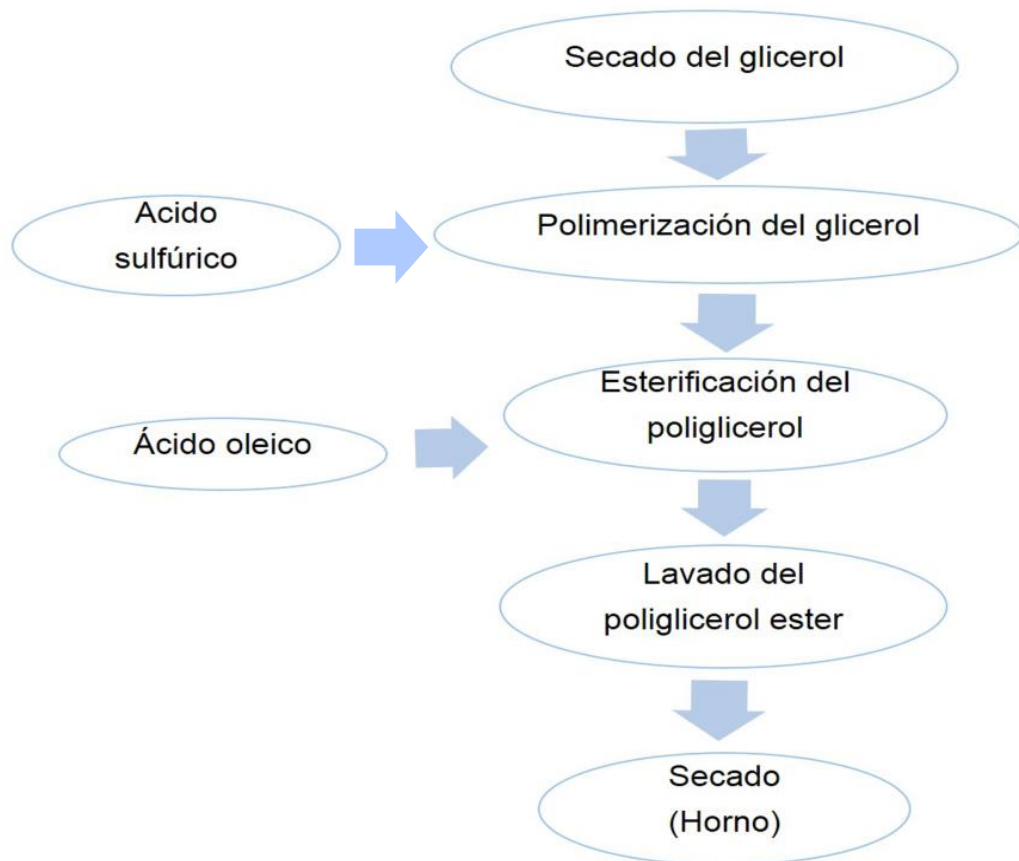 Secado del glicerol
Acido
sulfúrico
Polimerización del glicerol
Esterificación del
poliglicerol
Ácido oleico
Lavado del
poliglicerol ester
Secado
(Horno)